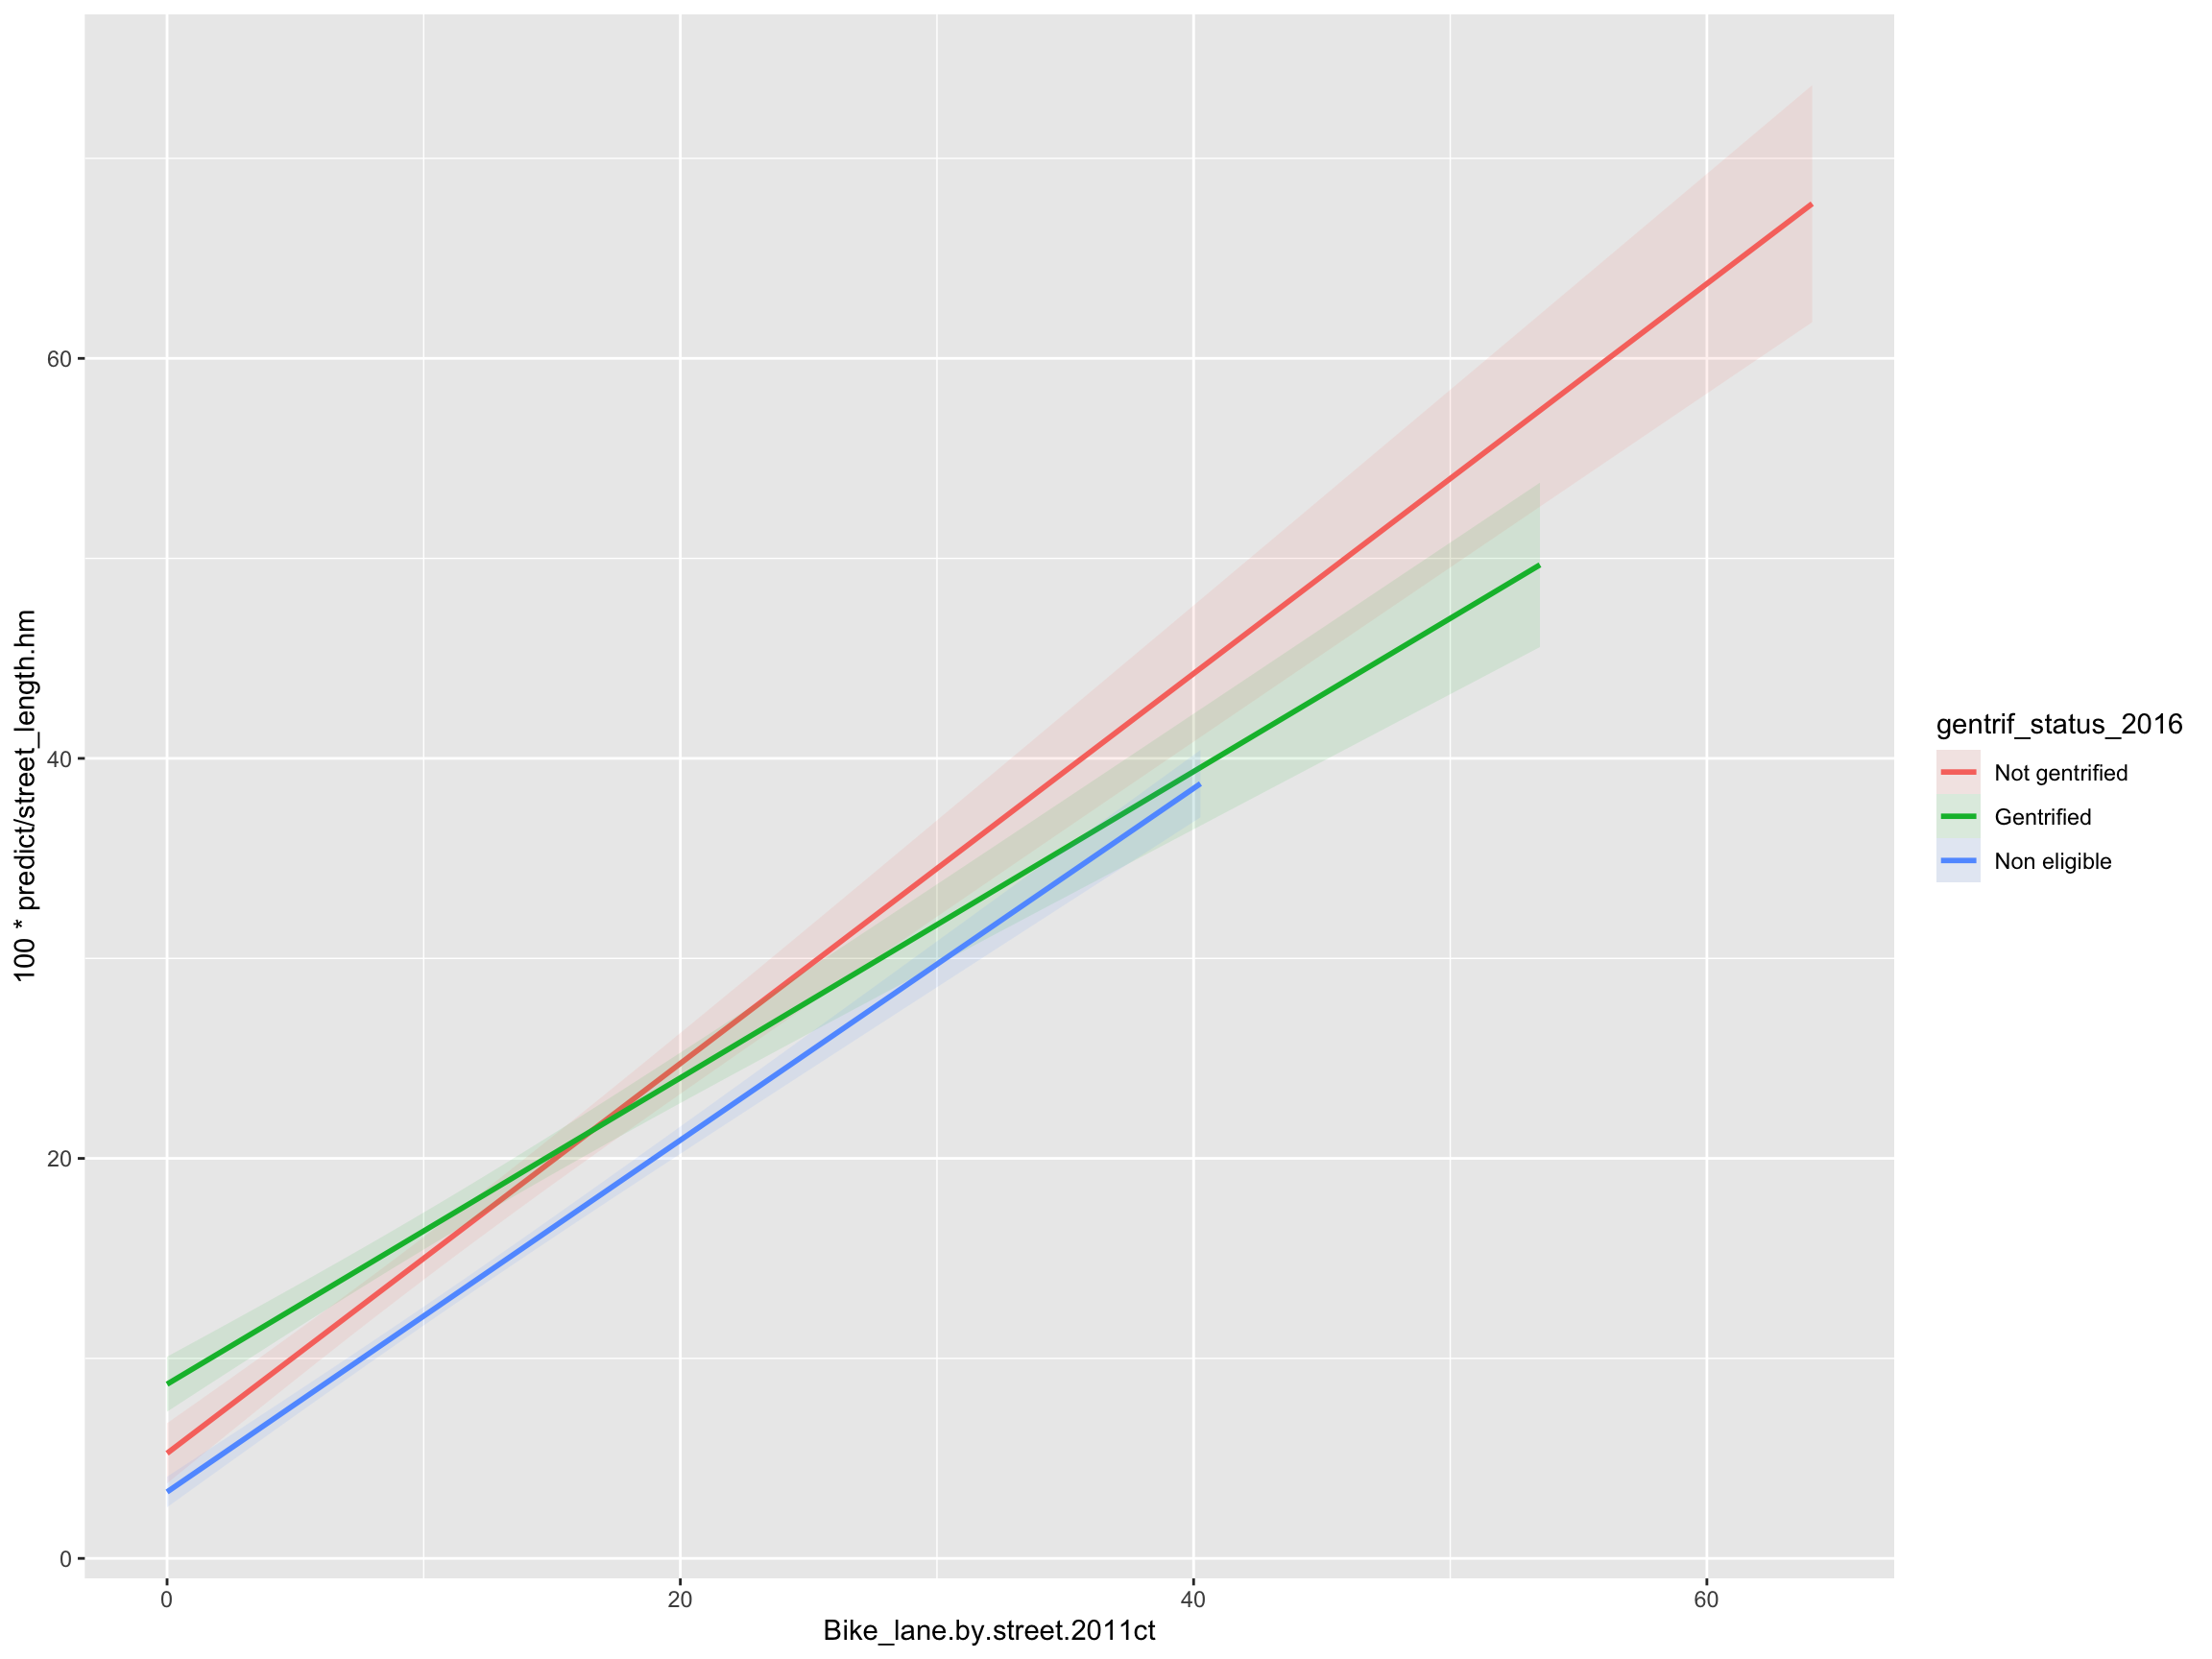 100 * predict/street_length.hm
60
40
20
0
0 20 40 60
Bike_lane.by.street.2011ct
gentrif_status_2016
Not gentrified
Gentrified
Non eligible